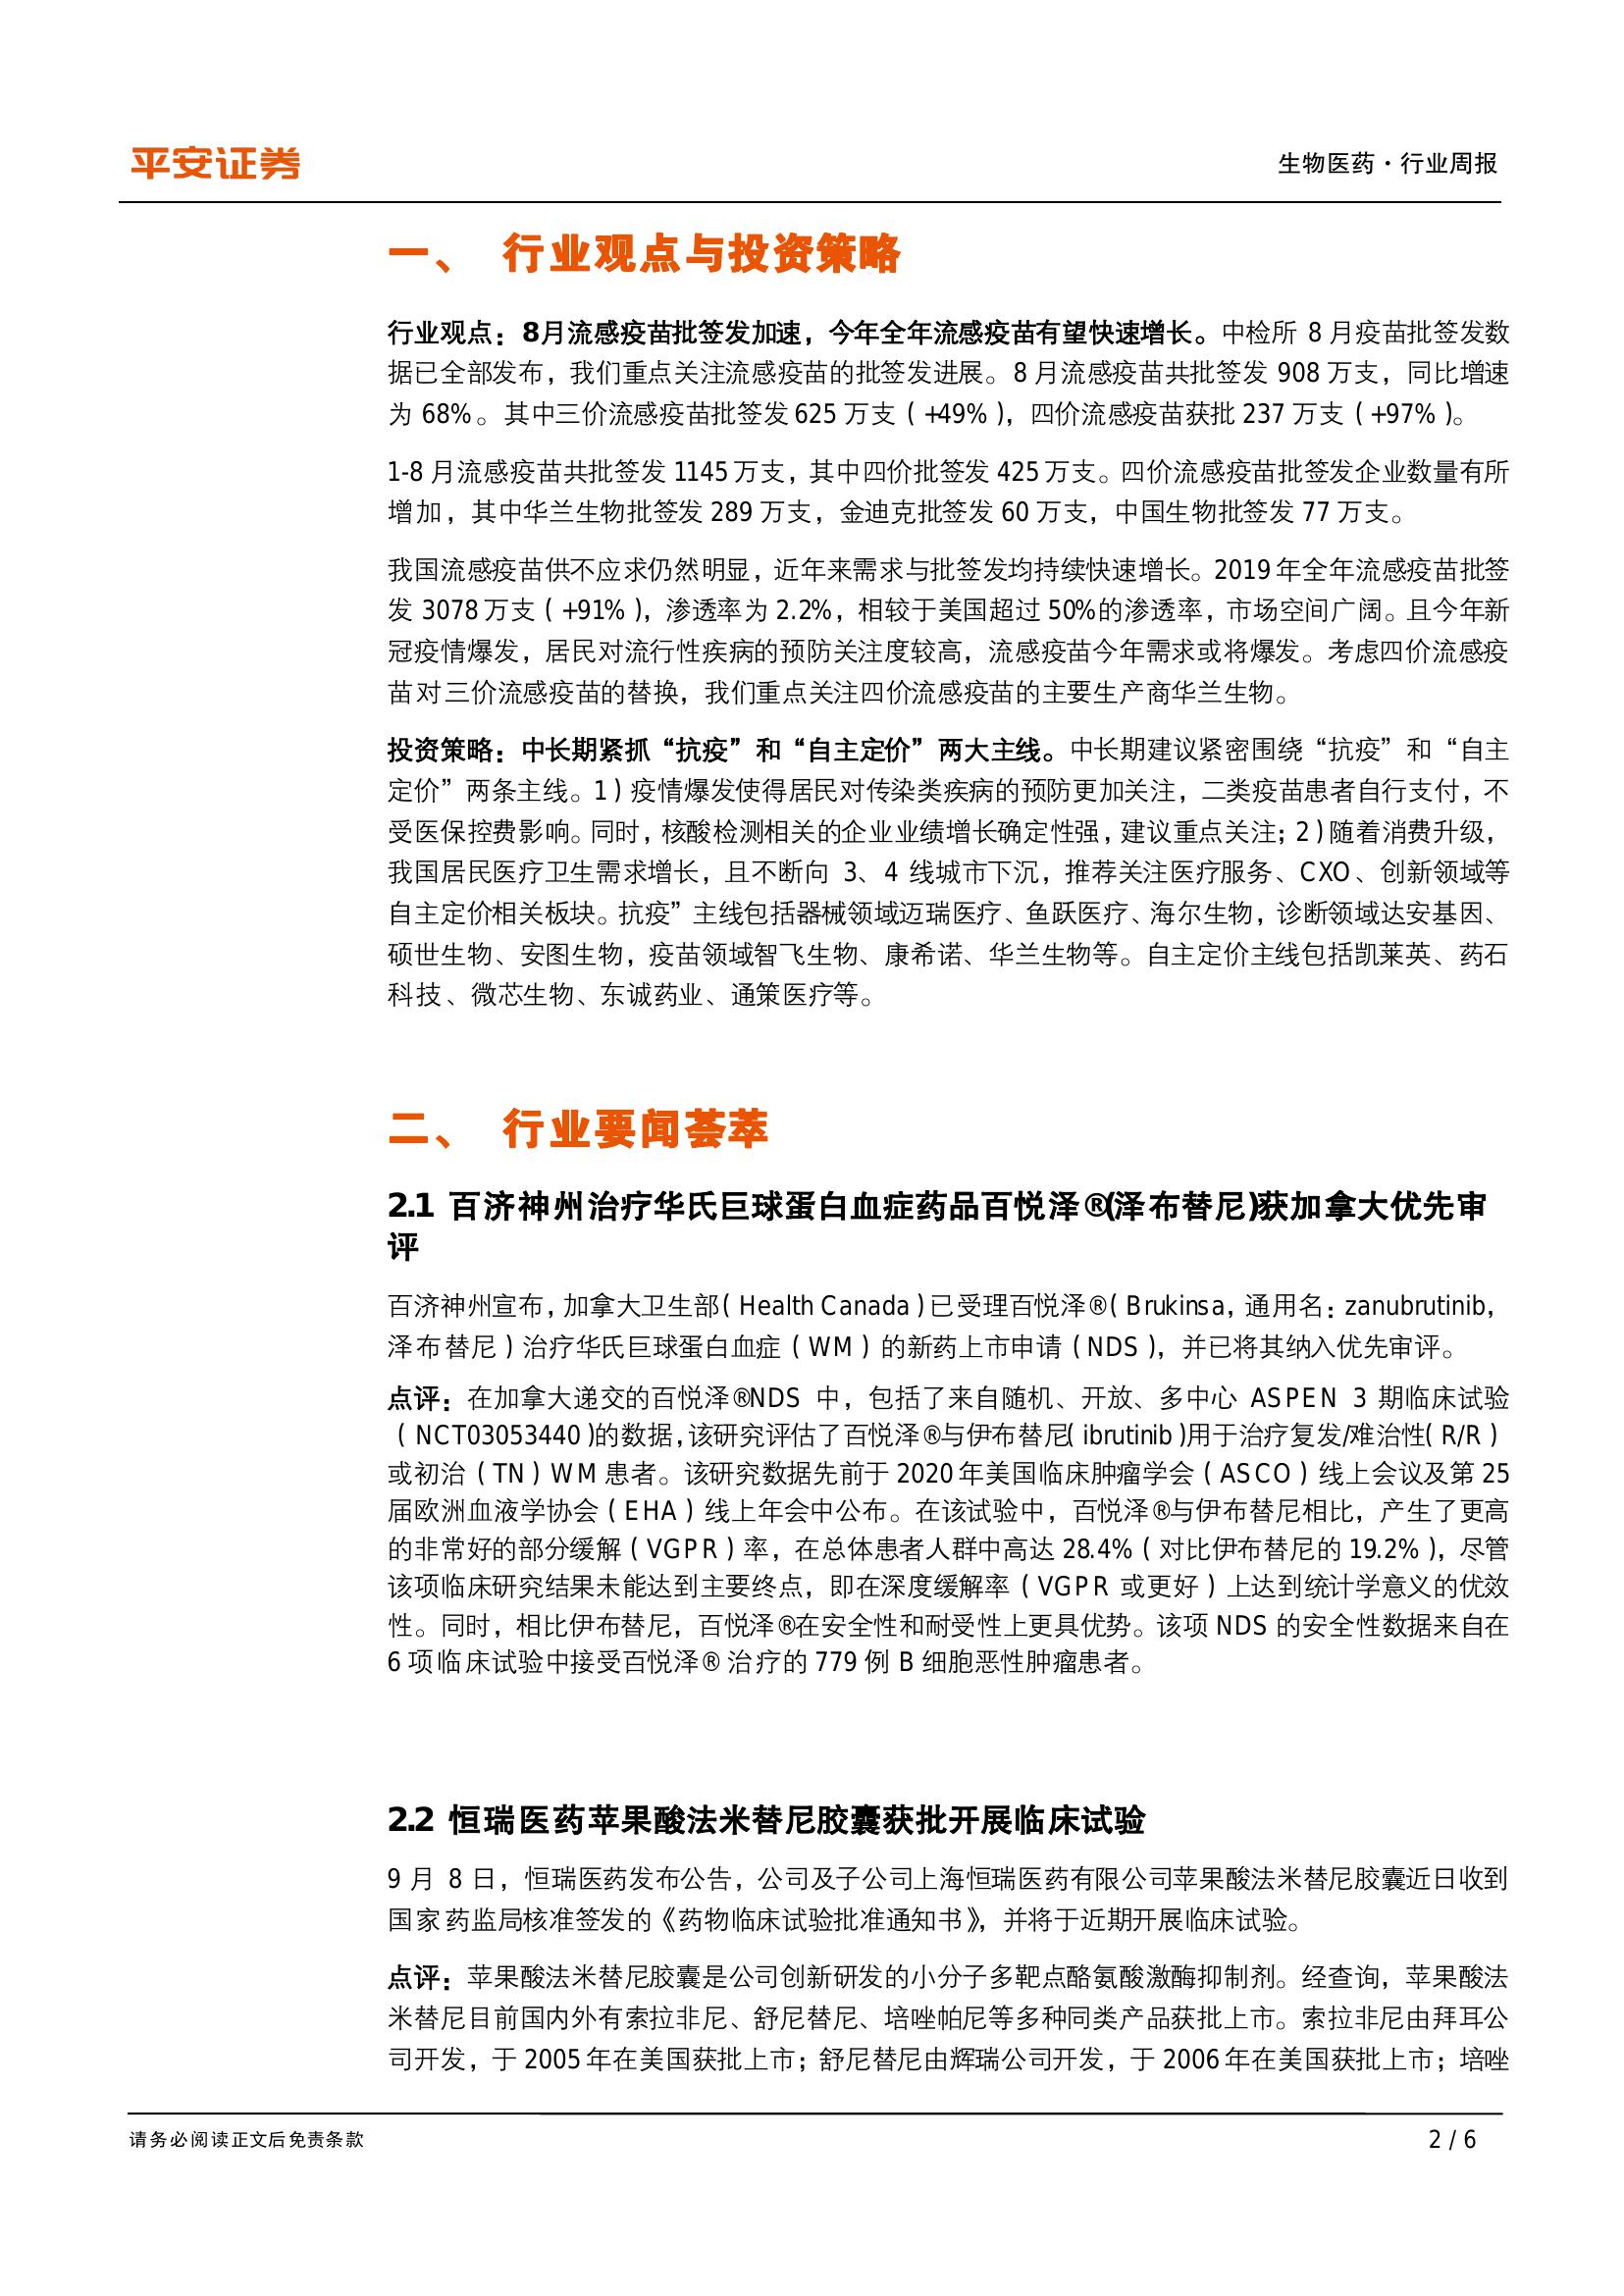 平安证券
生物医药·行业周报
一、 行业观点与投资策略
行业观点：8月流感疫苗批签发加速，今年全年流感疫苗有望快速增长。中检所 8 月疫苗批签发数
据已全部发布，我们重点关注流感疫苗的批签发进展。8 月流感疫苗共批签发 908 万支，同比增速
为 68%。其中三价流感疫苗批签发 625 万支（+49%），四价流感疫苗获批 237 万支（+97%）。
1-8 月流感疫苗共批签发 1145 万支，其中四价批签发 425 万支。四价流感疫苗批签发企业数量有所
增加，其中华兰生物批签发 289 万支，金迪克批签发 60 万支，中国生物批签发 77 万支。
我国流感疫苗供不应求仍然明显，近年来需求与批签发均持续快速增长。2019 年全年流感疫苗批签
发 3078 万支（+91%），渗透率为 2.2%，相较于美国超过 50%的渗透率，市场空间广阔。且今年新
冠疫情爆发，居民对流行性疾病的预防关注度较高，流感疫苗今年需求或将爆发。考虑四价流感疫
苗对三价流感疫苗的替换，我们重点关注四价流感疫苗的主要生产商华兰生物。
投资策略：中长期紧抓“抗疫”和“自主定价”两大主线。中长期建议紧密围绕“抗疫”和“自主
定价”两条主线。1）疫情爆发使得居民对传染类疾病的预防更加关注，二类疫苗患者自行支付，不
受医保控费影响。同时，核酸检测相关的企业业绩增长确定性强，建议重点关注；2）随着消费升级，
我国居民医疗卫生需求增长，且不断向 3、4 线城市下沉，推荐关注医疗服务、CXO、创新领域等
自主定价相关板块。抗疫”主线包括器械领域迈瑞医疗、鱼跃医疗、海尔生物，诊断领域达安基因、
硕世生物、安图生物，疫苗领域智飞生物、康希诺、华兰生物等。自主定价主线包括凯莱英、药石
科技、微芯生物、东诚药业、通策医疗等。
二、 行业要闻荟萃
2.1 百济神州治疗华氏巨球蛋白血症药品百悦泽®(泽布替尼)获加拿大优先审
评
百济神州宣布，加拿大卫生部（Health Canada）已受理百悦泽®（Brukinsa，通用名：zanubrutinib，
泽布替尼）治疗华氏巨球蛋白血症（WM）的新药上市申请（NDS），并已将其纳入优先审评。
点评：在加拿大递交的百悦泽®NDS 中，包括了来自随机、开放、多中心 ASPEN 3 期临床试验
（NCT03053440）的数据，该研究评估了百悦泽®与伊布替尼（ibrutinib）用于治疗复发/难治性（R/R）
或初治（TN）WM 患者。该研究数据先前于 2020 年美国临床肿瘤学会（ASCO）线上会议及第 25
届欧洲血液学协会（EHA）线上年会中公布。在该试验中，百悦泽®与伊布替尼相比，产生了更高
的非常好的部分缓解（VGPR）率，在总体患者人群中高达 28.4%（对比伊布替尼的 19.2%），尽管
该项临床研究结果未能达到主要终点，即在深度缓解率（VGPR 或更好）上达到统计学意义的优效
性。同时，相比伊布替尼，百悦泽®在安全性和耐受性上更具优势。该项 NDS 的安全性数据来自在
6 项临床试验中接受百悦泽® 治疗的 779 例 B 细胞恶性肿瘤患者。
2.2 恒瑞医药苹果酸法米替尼胶囊获批开展临床试验
9 月 8 日，恒瑞医药发布公告，公司及子公司上海恒瑞医药有限公司苹果酸法米替尼胶囊近日收到
国家药监局核准签发的《药物临床试验批准通知书》，并将于近期开展临床试验。
点评：苹果酸法米替尼胶囊是公司创新研发的小分子多靶点酪氨酸激酶抑制剂。经查询，苹果酸法
米替尼目前国内外有索拉非尼、舒尼替尼、培唑帕尼等多种同类产品获批上市。索拉非尼由拜耳公
司开发，于 2005 年在美国获批上市；舒尼替尼由辉瑞公司开发，于 2006 年在美国获批上市；培唑
请务必阅读正文后免责条款
2 / 6